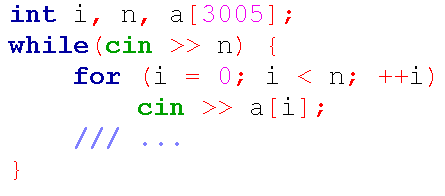 int i, n, a[3005];
while(cin >> n) {
    for (i = 0; i < n; ++i)
        cin >> a[i];
    /// ...
}